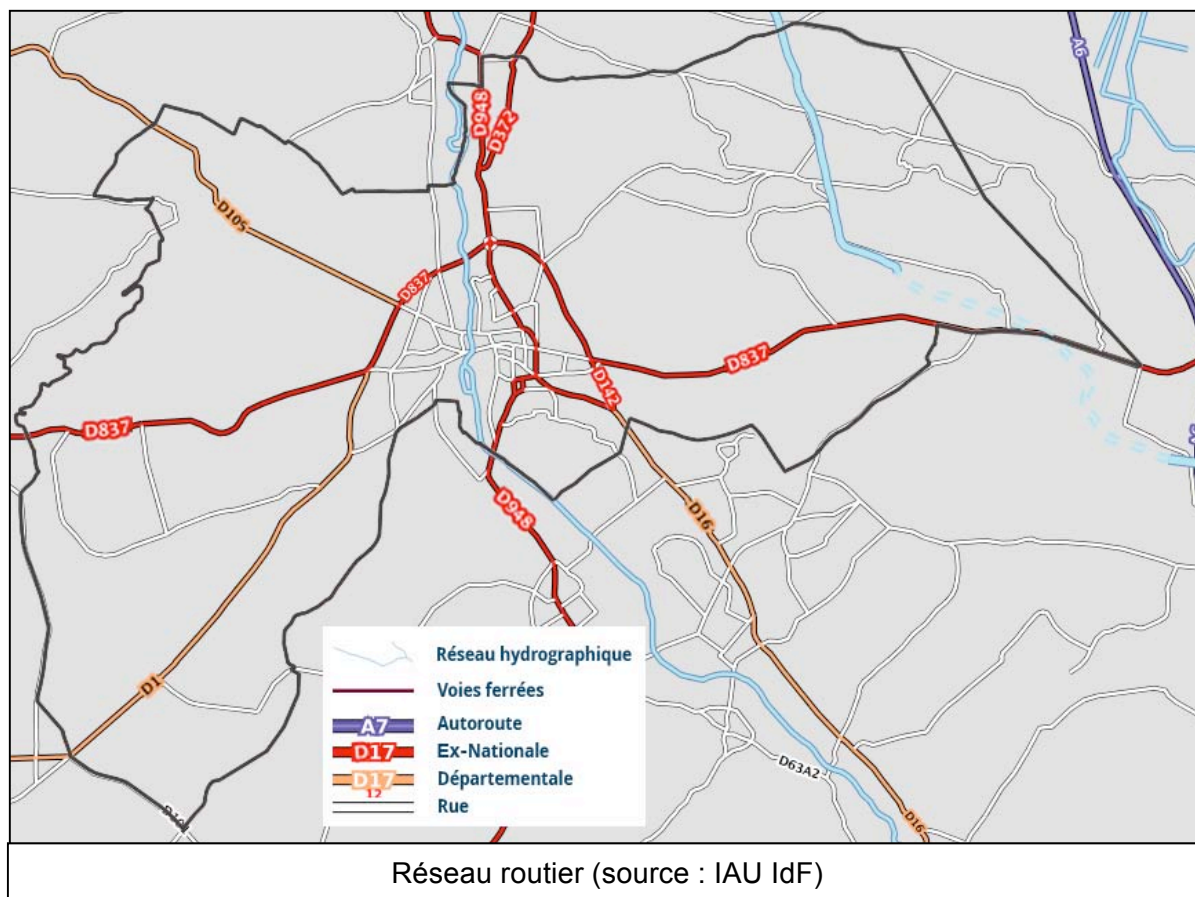 A6
D948
D372
D105
D837
D837
D142
D837
D948
D16
D1
D63A2
D16
Réseau hydrographique
Voies ferrées
A7 Autoroute
D17 Ex-Nationale
D17 Départementale
12
Rue
Réseau routier (source : IAU IdF)